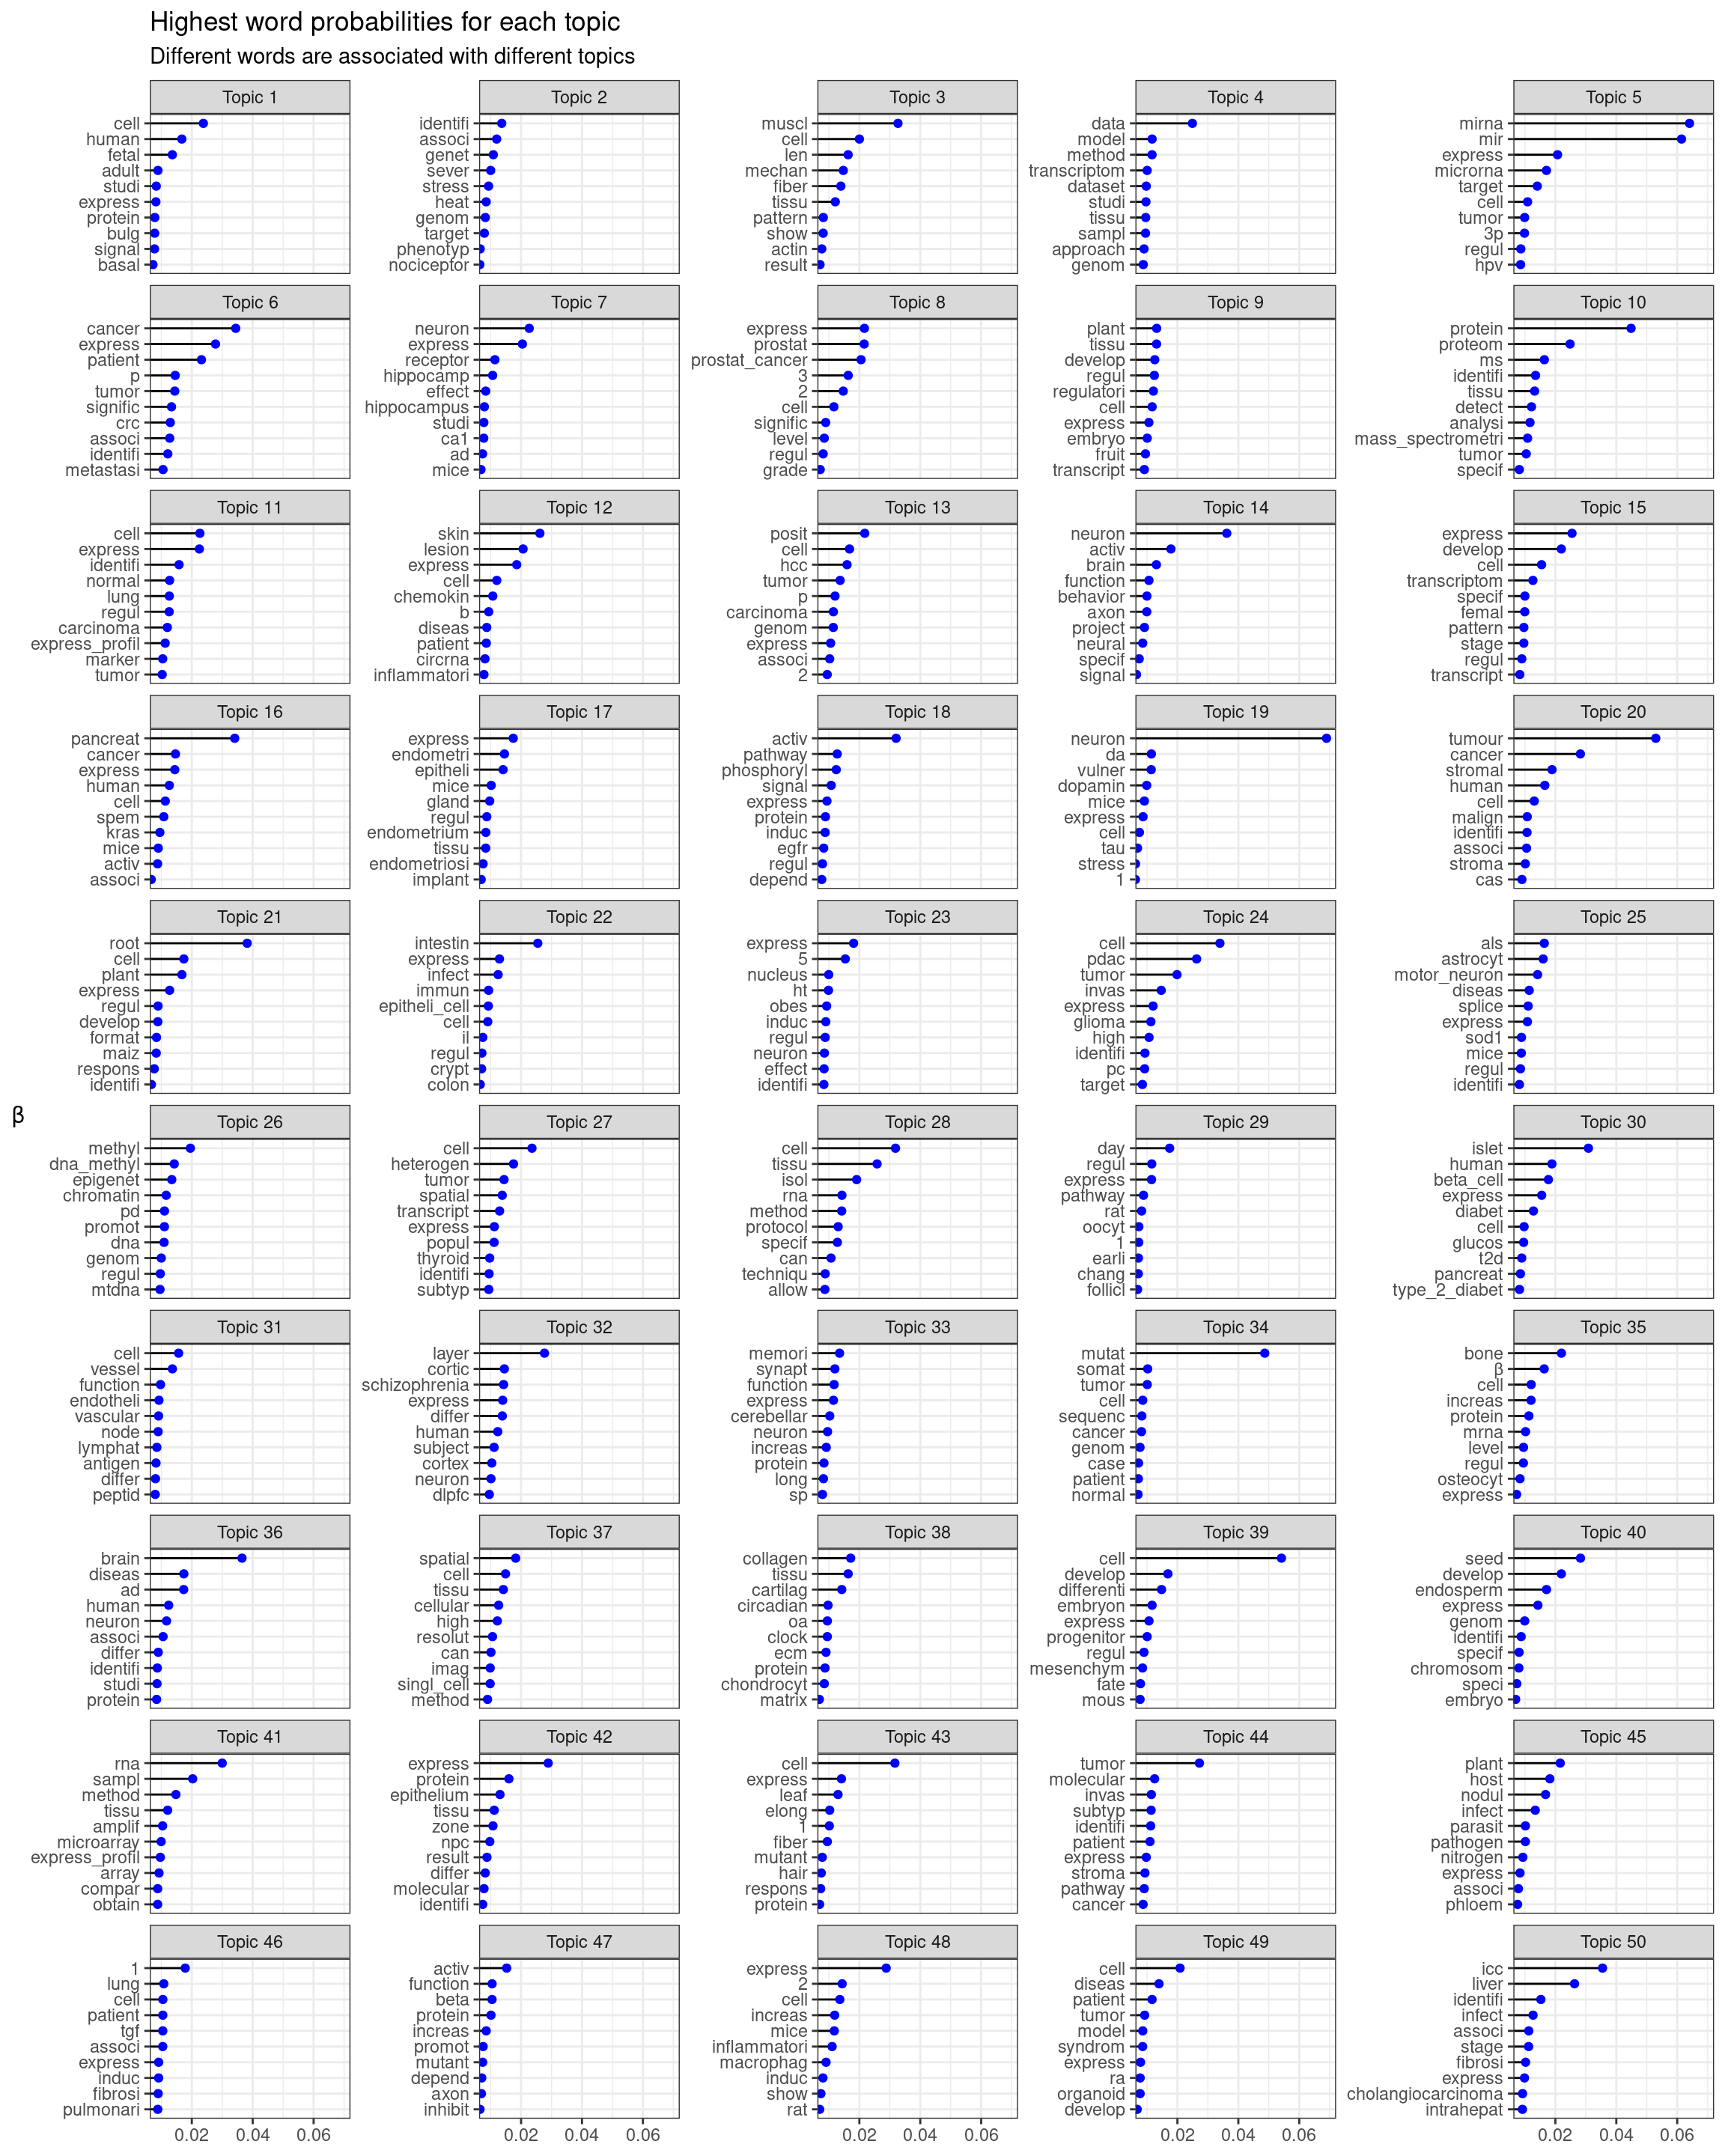 Highest word probabilities for each topic
Different words are associated with different topics
Topic 1
cell
human
fetal
adult
studi
express
protein
bulg
signal
basal
Topic 2
identifi
associ
genet
sever
stress
heat
genom
target
phenotyp
nociceptor
Topic 3
muscl
cell
len
mechan
fiber
tissu
pattern
show
actin
result
Topic 4
data
model
method
transcriptom
dataset
studi
tissu
sampl
approach
genom
Topic 5
mirna
mir
express
microrna
target
cell
tumor
3p
regul
hpv
Topic 6
cancer
express
patient
p
tumor
signific
crc
associ
identifi
metastasi
Topic 7
neuron
express
receptor
hippocamp
effect
hippocampus
studi
ca1
ad
mice
Topic 8
express
prostat
prostat_cancer
3
2
cell
signific
level
regul
grade
Topic 9
plant
tissu
develop
regul
regulatori
cell
express
embryo
fruit
transcript
Topic 10
protein
proteom
ms
identifi
tissu
detect
analysi
mass_spectrometri
tumor
specif
Topic 11
cell
express
identifi
normal
lung
regul
carcinoma
express_profil
marker
tumor
Topic 12
skin
lesion
express
cell
chemokin
b
diseas
patient
circrna
inflammatori
Topic 13
posit
cell
hcc
tumor
p
carcinoma
genom
express
associ
2
Topic 14
neuron
activ
brain
function
behavior
axon
project
neural
specif
signal
Topic 15
express
develop
cell
transcriptom
specif
femal
pattern
stage
regul
transcript
Topic 16
pancreat
cancer
express
human
cell
spem
kras
mice
activ
associ
Topic 17
express
endometri
epitheli
mice
gland
regul
endometrium
tissu
endometriosi
implant
Topic 18
activ
pathway
phosphoryl
signal
express
protein
induc
egfr
regul
depend
Topic 19
neuron
da
vulner
dopamin
mice
express
cell
tau
stress
1
Topic 20
tumour
cancer
stromal
human
cell
malign
identifi
associ
stroma
cas
Topic 21
root
cell
plant
express
regul
develop
format
maiz
respons
identifi
Topic 22
intestin
express
infect
immun
epitheli_cell
cell
il
regul
crypt
colon
Topic 23
express
5
nucleus
ht
obes
induc
regul
neuron
effect
identifi
Topic 24
cell
pdac
tumor
invas
express
glioma
high
identifi
pc
target
Topic 25
als
astrocyt
motor_neuron
diseas
splice
express
sod1
mice
regul
identifi
β
Topic 26
methyl
dna_methyl
epigenet
chromatin
pd
promot
dna
genom
regul
mtdna
Topic 27
cell
heterogen
tumor
spatial
transcript
express
popul
thyroid
identifi
subtyp
Topic 28
cell
tissu
isol
rna
method
protocol
specif
can
techniqu
allow
Topic 29
day
regul
express
pathway
rat
oocyt
1
earli
chang
follicl
Topic 30
islet
human
beta_cell
express
diabet
cell
glucos
t2d
pancreat
type_2_diabet
Topic 31
cell
vessel
function
endotheli
vascular
node
lymphat
antigen
differ
peptid
Topic 32
layer
cortic
schizophrenia
express
differ
human
subject
cortex
neuron
dlpfc
Topic 33
memori
synapt
function
express
cerebellar
neuron
increas
protein
long
sp
Topic 34
mutat
somat
tumor
cell
sequenc
cancer
genom
case
patient
normal
Topic 35
bone
β
cell
increas
protein
mrna
level
regul
osteocyt
express
Topic 36
brain
diseas
ad
human
neuron
associ
differ
identifi
studi
protein
Topic 37
spatial
cell
tissu
cellular
high
resolut
can
imag
singl_cell
method
Topic 38
collagen
tissu
cartilag
circadian
oa
clock
ecm
protein
chondrocyt
matrix
Topic 39
cell
develop
differenti
embryon
express
progenitor
regul
mesenchym
fate
mous
Topic 40
seed
develop
endosperm
express
genom
identifi
specif
chromosom
speci
embryo
Topic 41
rna
sampl
method
tissu
amplif
microarray
express_profil
array
compar
obtain
Topic 42
express
protein
epithelium
tissu
zone
npc
result
differ
molecular
identifi
Topic 43
cell
express
leaf
elong
1
fiber
mutant
hair
respons
protein
Topic 44
tumor
molecular
invas
subtyp
identifi
patient
express
stroma
pathway
cancer
Topic 45
plant
host
nodul
infect
parasit
pathogen
nitrogen
express
associ
phloem
Topic 46
1
lung
cell
patient
tgf
associ
express
induc
fibrosi
pulmonari
Topic 47
activ
function
beta
protein
increas
promot
mutant
depend
axon
inhibit
Topic 48
express
2
cell
increas
mice
inflammatori
macrophag
induc
show
rat
Topic 49
cell
diseas
patient
tumor
model
syndrom
express
ra
organoid
develop
Topic 50
icc
liver
identifi
infect
associ
stage
fibrosi
express
cholangiocarcinoma
intrahepat
0.02 0.04 0.06
0.02 0.04 0.06
0.02 0.04 0.06
0.02 0.04 0.06
0.02 0.04 0.06